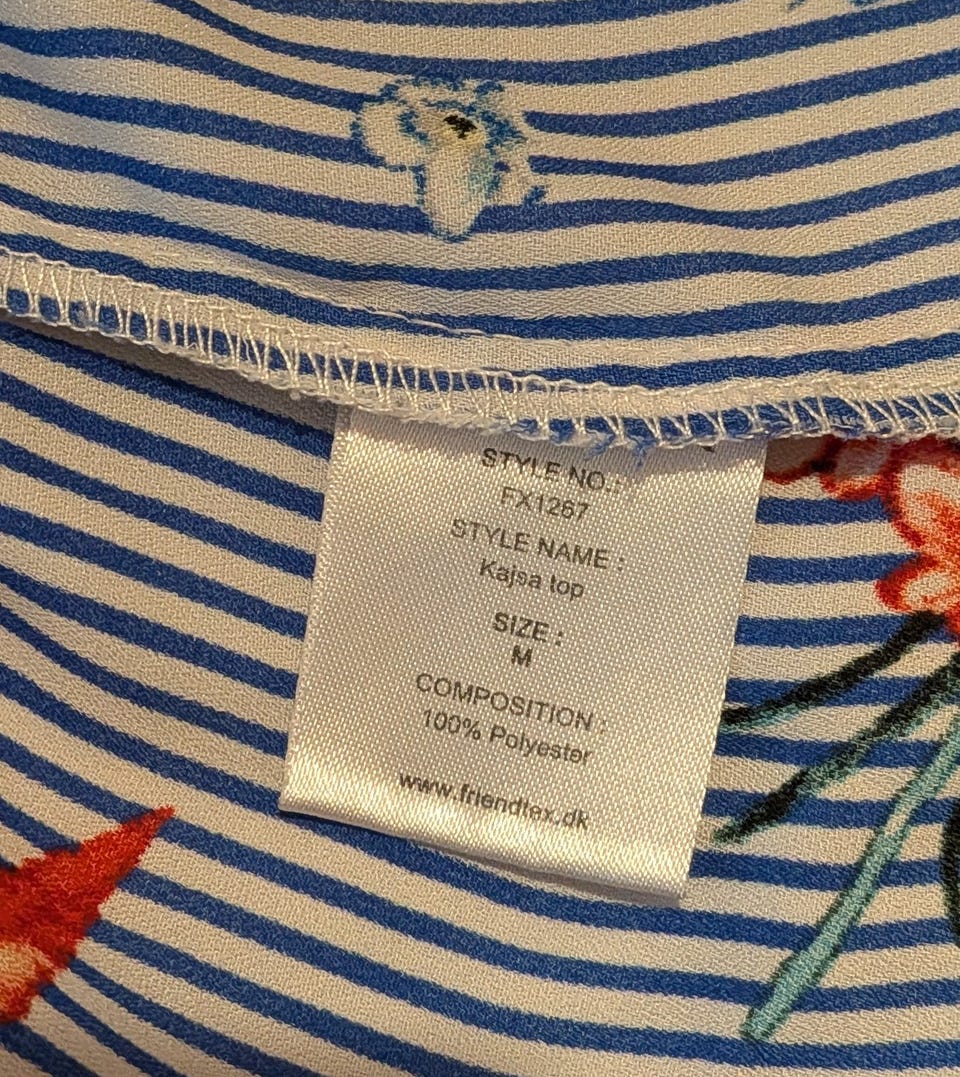 STYLE NO.:
FX1267
STYLE NAME :
Kajsa top
SIZE :
M
COMPOSITION :
100% Polyester
www.friendtex.dk